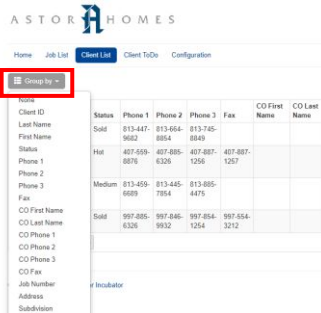 ASTOR HOMES
Home Job List Client List Client ToDo Configuration
Group by
None
Client ID
Last Name
First Name
Status
Phone 1
Phone 2
Phone 3
Fax
CO First Name
CO Last Name
CO Phone 1
CO Phone 2
CO Phone 3
CO Fax
Job Number
Address
Subdivision
Status Phone 1 Phone 2 Phone 3 Fax CO First Name CO Last Name
Sold 813-447-9682 813-664-8854 813-745-8849
Hot 407-559-8876 407-885-6326 407-887-1256 407-887-1257
Medium 813-459-6689 813-445-7854 813-885-4475
Sold 997-885-6326 997-846-9932 997-854-1254 997-554-3212
r Incubator